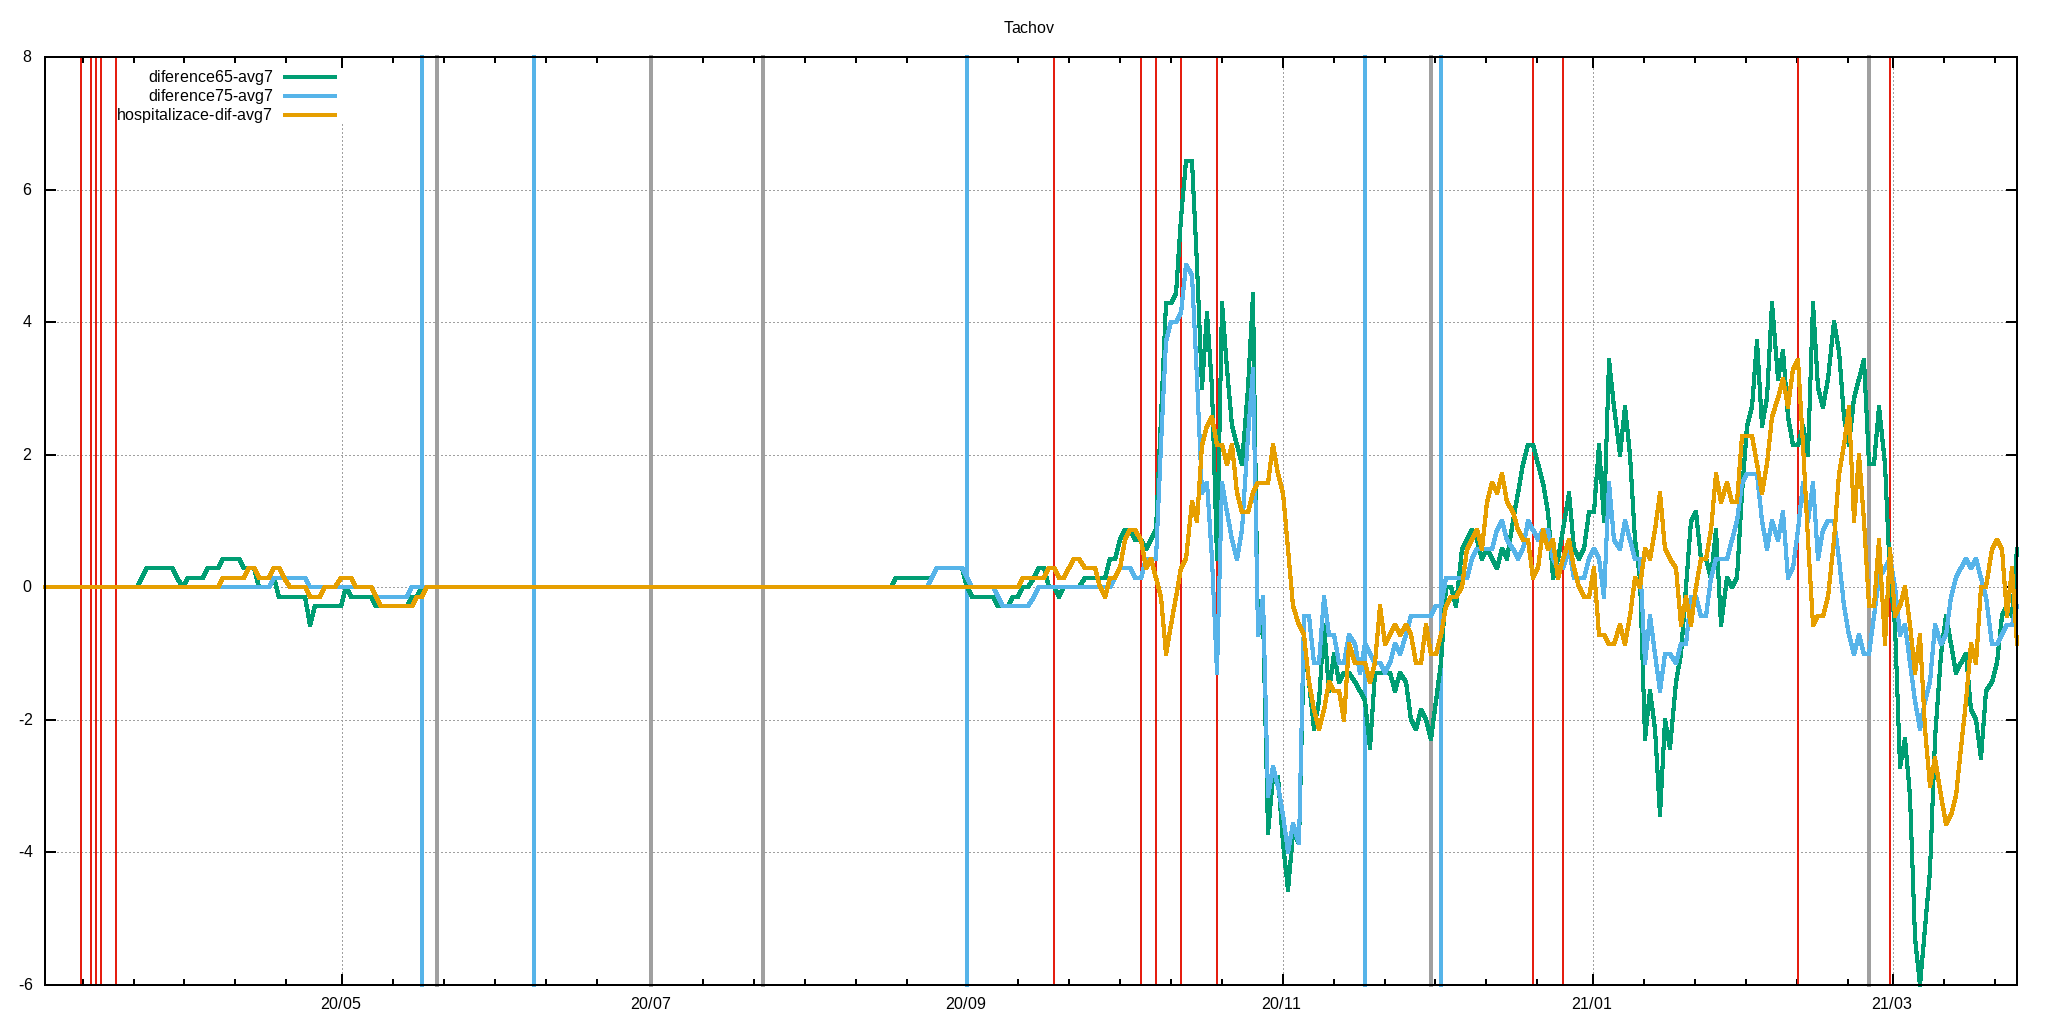 Tachov
8
diference65-avg7
diference75-avg7
hospitalizace-dif-avg7
6
4
2
0
-2
-4
-6
20/05 20/07 20/09 20/11 21/01 21/03